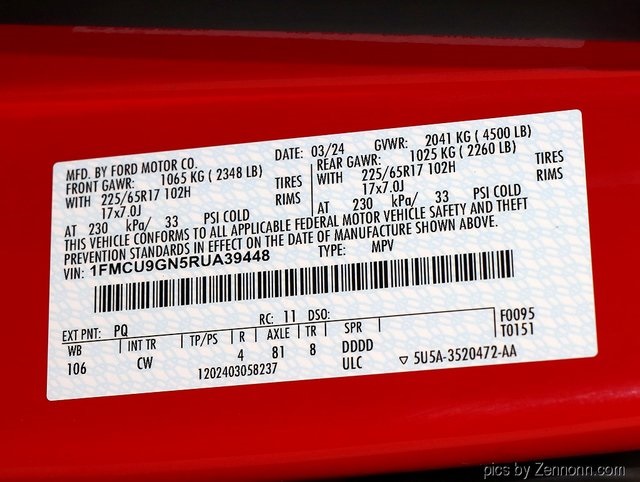 MFD. BY FORD MOTOR CO.
DATE: 03/24 GVWR: 2041 KG ( 4500 LB)
FRONT GAWR: 1065 KG ( 2348 LB) REAR GAWR: 1025 KG ( 2260 LB)
WITH 225/65R17 102H TIRES WITH 225/65R17 102H TIRES
17x7.0J RIMS 17x7.0J RIMS
AT 230 kPa/ 33 PSI COLD AT 230 kPa/ 33 PSI COLD
THIS VEHICLE CONFORMS TO ALL APPLICABLE FEDERAL MOTOR VEHICLE SAFETY AND THEFT
PREVENTION STANDARDS IN EFFECT ON THE DATE OF MANUFACTURE SHOWN ABOVE.
VIN: 1FMCU9GN5RUA39448 TYPE: MPV
EXT PNT: PQ RC: 11 DSO: F0095
WB INT TR TP/PS R AXLE TR SPR T0151
106 CW 4 81 8 DDDD
1202403058237 ULC 5U5A-3520472-AA
pics by Zennonn.com